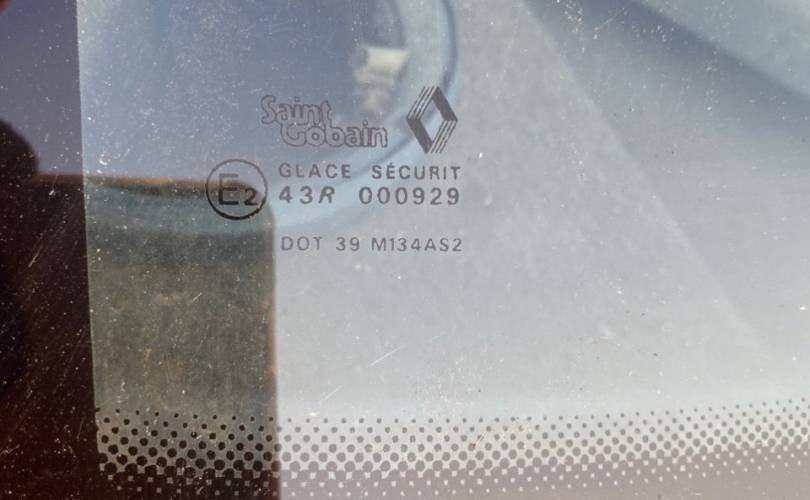 Saint
Gobain
GLACE SÉCURIT
E2 43R 000929
DOT 39 M134AS2